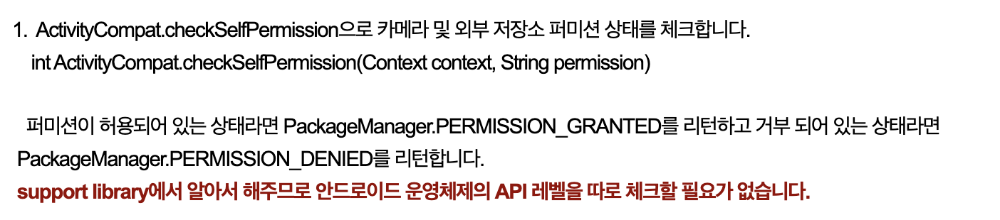 1. ActivityCompat.checkSelfPermission으로 카메라 및 외부 저장소 퍼미션 상태를 체크합니다.
int ActivityCompat.checkSelfPermission(Context context, String permission)
퍼미션이 허용되어 있는 상태라면 PackageManager.PERMISSION_GRANTED를 리턴하고 거부 되어 있는 상태라면
PackageManager.PERMISSION_DENIED를 리턴합니다.
support library에서 알아서 해주므로 안드로이드 운영체제의 API 레벨을 따로 체크할 필요가 없습니다.